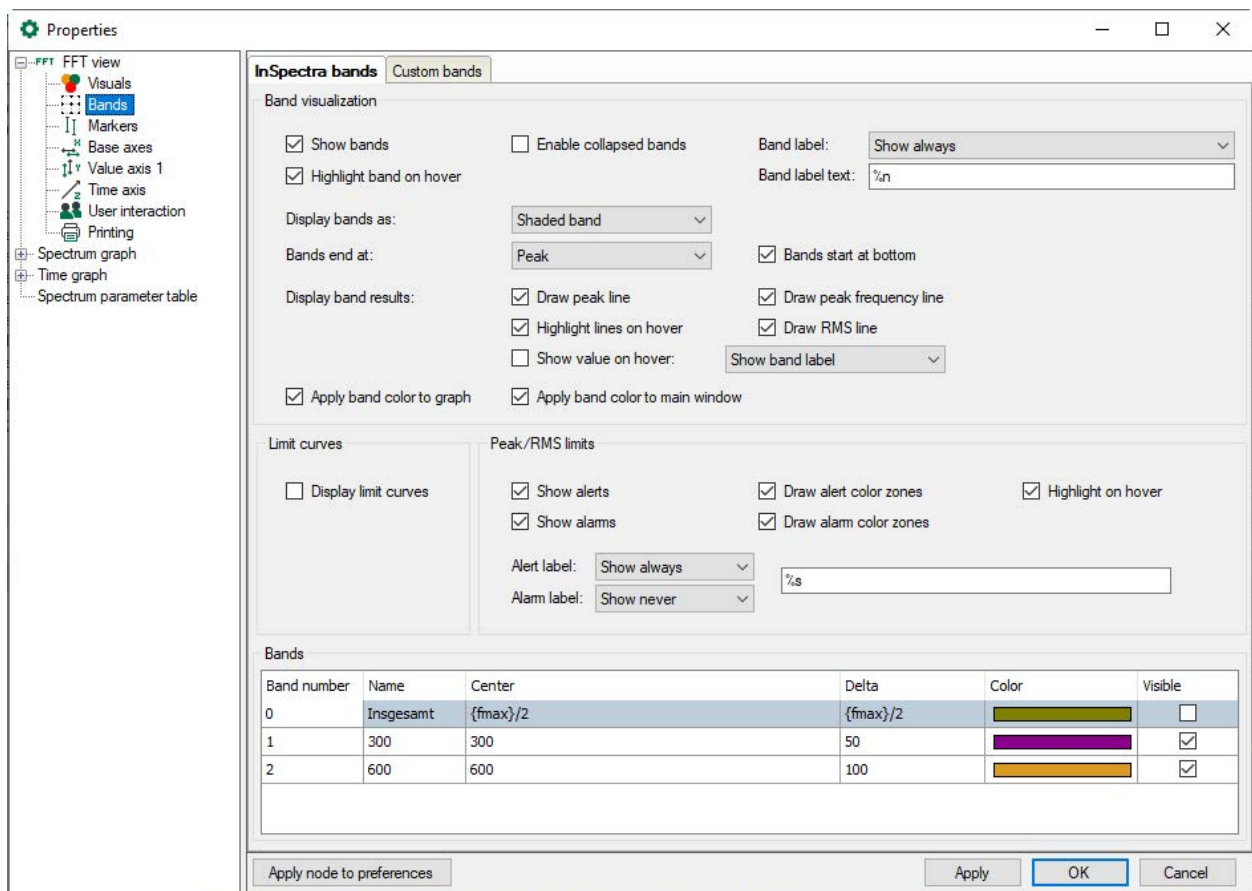 Properties
FFT FFT view
Visuals
Bands
Markers
Base axes
Value axis 1
Time axis
User interaction
Printing
Spectrum graph
Time graph
Spectrum parameter table
InSpectra bands Custom bands
Band visualization
Show bands Enable collapsed bands Band label: Show always
Highlight band on hover Band label text: %n
Display bands as: Shaded band
Bands end at: Peak Bands start at bottom
Display band results: Draw peak line Draw peak frequency line
Highlight lines on hover Draw RMS line
Show value on hover: Show band label
Apply band color to graph Apply band color to main window
Limit curves Peak/RMS limits
Display limit curves Show alerts Draw alert color zones Highlight on hover
Show alarms Draw alarm color zones
Alert label: Show always %s
Alarm label: Show never
Bands
Band number Name Center Delta Color Visible
0 Insgesamt {fmax}/2 {fmax}/2
1 300 300 50
2 600 600 100
Apply node to preferences Apply OK Cancel